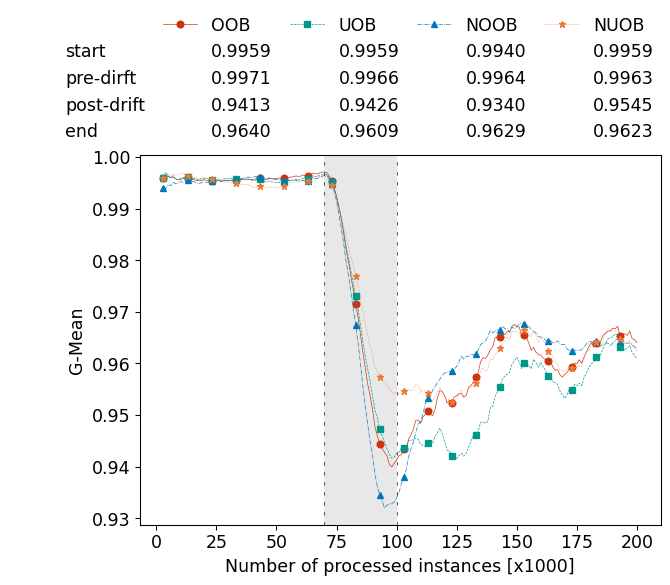 OOB UOB NOOB NUOB
start 0.9959 0.9959 0.9940 0.9959
pre-dirft 0.9971 0.9966 0.9964 0.9963
post-drift 0.9413 0.9426 0.9340 0.9545
end 0.9640 0.9609 0.9629 0.9623
1.00
0.99
0.98
0.97
0.96
0.95
0.94
0.93
G-Mean
0 25 50 75 100 125 150 175 200
Number of processed instances [x1000]